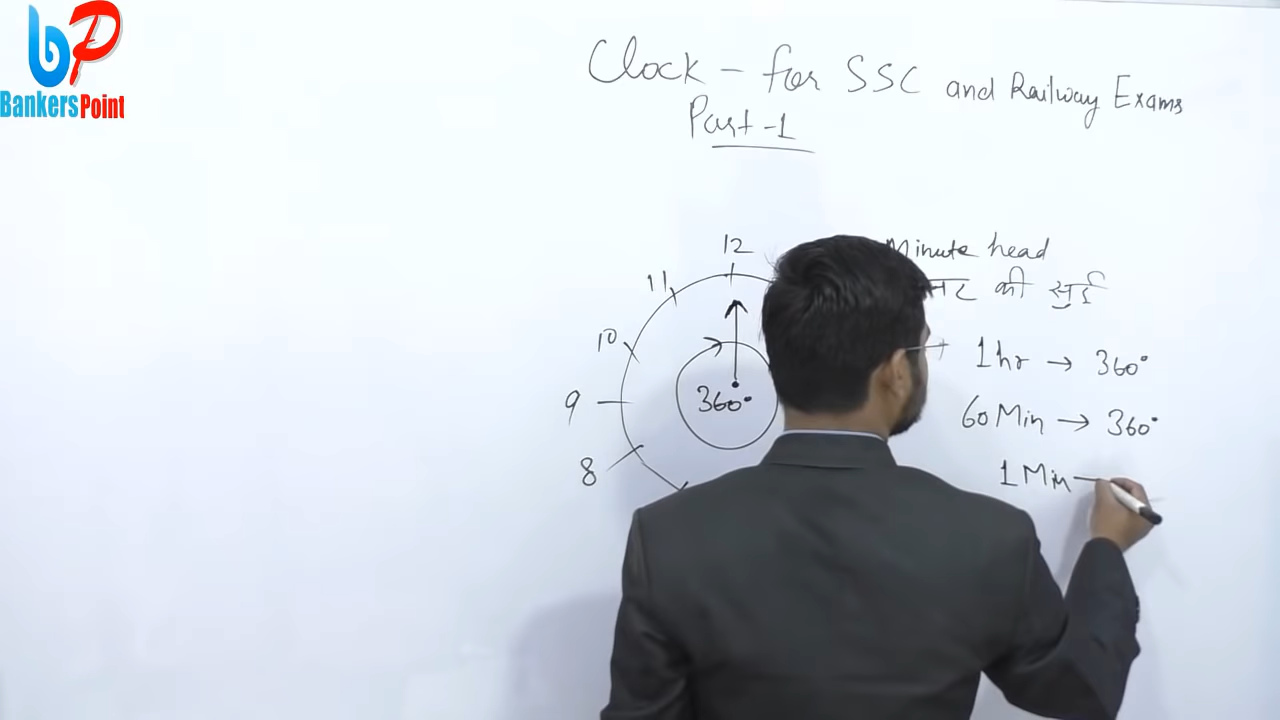 bp
BankersPoint
Clock - for SSC and Railway Exams
Part-1
Minute head
की सुई
12
11
10
9
8
360°
1hr → 360°
60 Min → 360°
1 Min